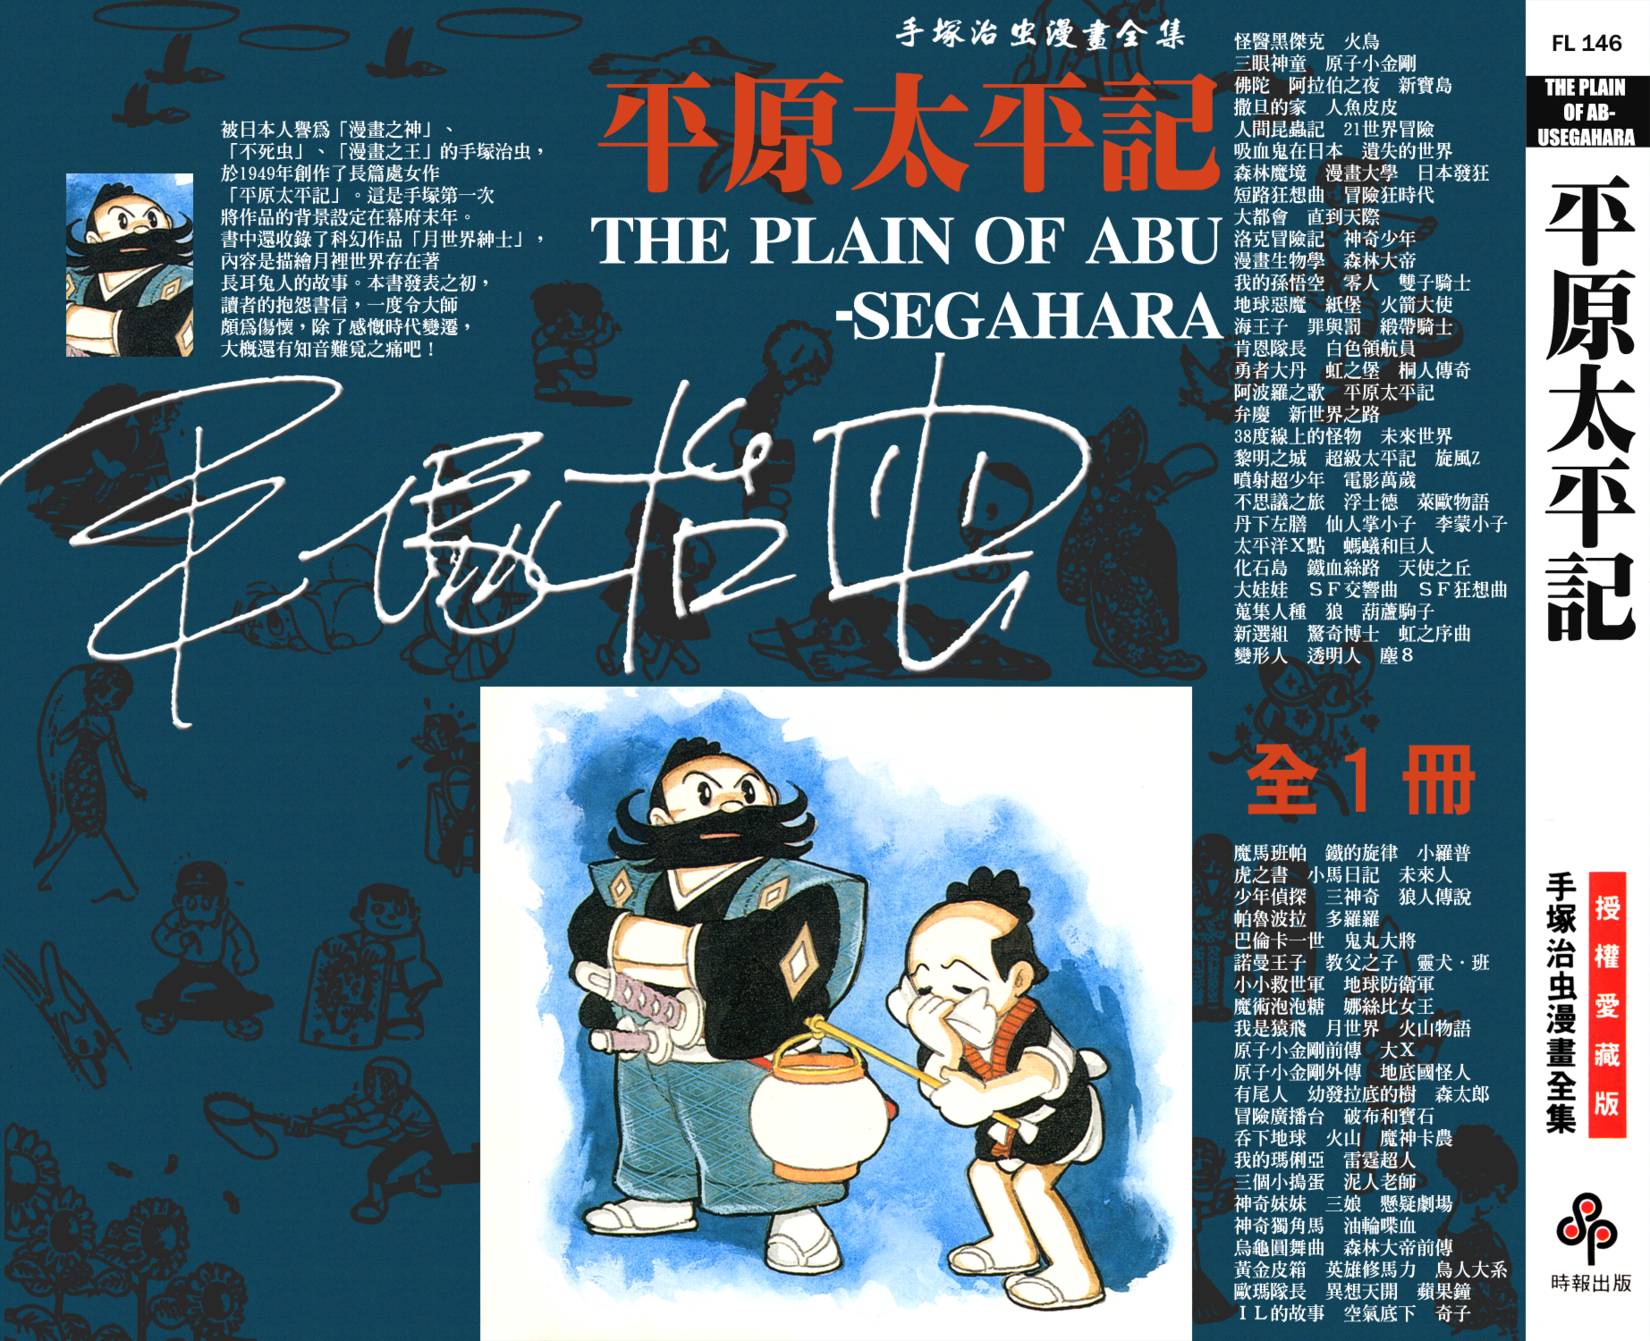 手塚治虫漫畫全集
平原太平記
THE PLAIN OF ABU
-SEGAHARA
被日本人譽爲「漫畫之神」、
「不死虫」、「漫畫之王」的手塚治虫，
於1949年創作了長篇處女作
「平原太平記」。這是手塚第一次
將作品的背景設定在幕府末年。
書中還收錄了科幻作品「月世界紳士」，
內容是描繪月裡世界存在著
長耳兔人的故事。本書發表之初，
讀者的抱怨書信，一度令大師
頗爲傷懷，除了感慨時代變遷，
大概還有知音難覓之痛吧！
手塚治虫
怪醫黑傑克 火鳥
三眼神童 原子小金剛
佛陀 阿拉伯之夜 新寶島
撒旦的家 人魚皮皮
人間昆蟲記 21世界冒險
吸血鬼在日本 遺失的世界
森林魔境 漫畫大學 日本發狂
短路狂想曲 冒險狂時代
大都會 直到天際
洛克冒險記 神奇少年
漫畫生物學 森林大帝
我的孫悟空 零人 雙子騎士
地球惡魔 紙堡 火箭大使
海王子 罪與罰 緞帶騎士
肯恩隊長 白色領航員
勇者大丹 虹之堡 桐人傳奇
阿波羅之歌 平原太平記
弁慶 新世界之路
38度線上的怪物 未來世界
黎明之城 超級太平記 旋風Z
噴射超少年 電影萬歲
不思議之旅 浮士德 萊歐物語
丹下左膳 仙人掌小子 李蒙小子
太平洋X點 螞蟻和巨人
化石島 鐵血絲路 天使之丘
大娃娃 SF交響曲 SF狂想曲
蒐集人種 狼 葫蘆駒子
新選組 驚奇博士 虹之序曲
變形人 透明人 塵8
全1冊
魔馬班帕 鐵的旋律 小羅普
虎之書 小馬日記 未來人
少年偵探 三神奇 狼人傳說
帕魯波拉 多羅羅
巴倫卡一世 鬼丸大將
諾曼王子 教父之子 靈犬·班
小小救世軍 地球防衛軍
魔術泡泡糖 娜絲比女王
我是猿飛 月世界 火山物語
原子小金剛前傳 大X
原子小金剛外傳 地底國怪人
有尾人 幼發拉底的樹 森太郎
冒險廣播台 破布和寶石
吞下地球 火山 魔神卡農
我的瑪俐亞 雷霆超人
三個小搗蛋 泥人老師
神奇妹妹 三娘 懸疑劇場
神奇獨角馬 油輪喋血
烏龜圓舞曲 森林大帝前傳
黃金皮箱 英雄修馬力 鳥人大系
歐瑪隊長 異想天開 蘋果鐘
IL的故事 空氣底下 奇子
FL 146
THE PLAIN
OF AB-
USEGAHARA
平原太平記
手塚治虫漫畫全集
授權愛藏版
時報出版